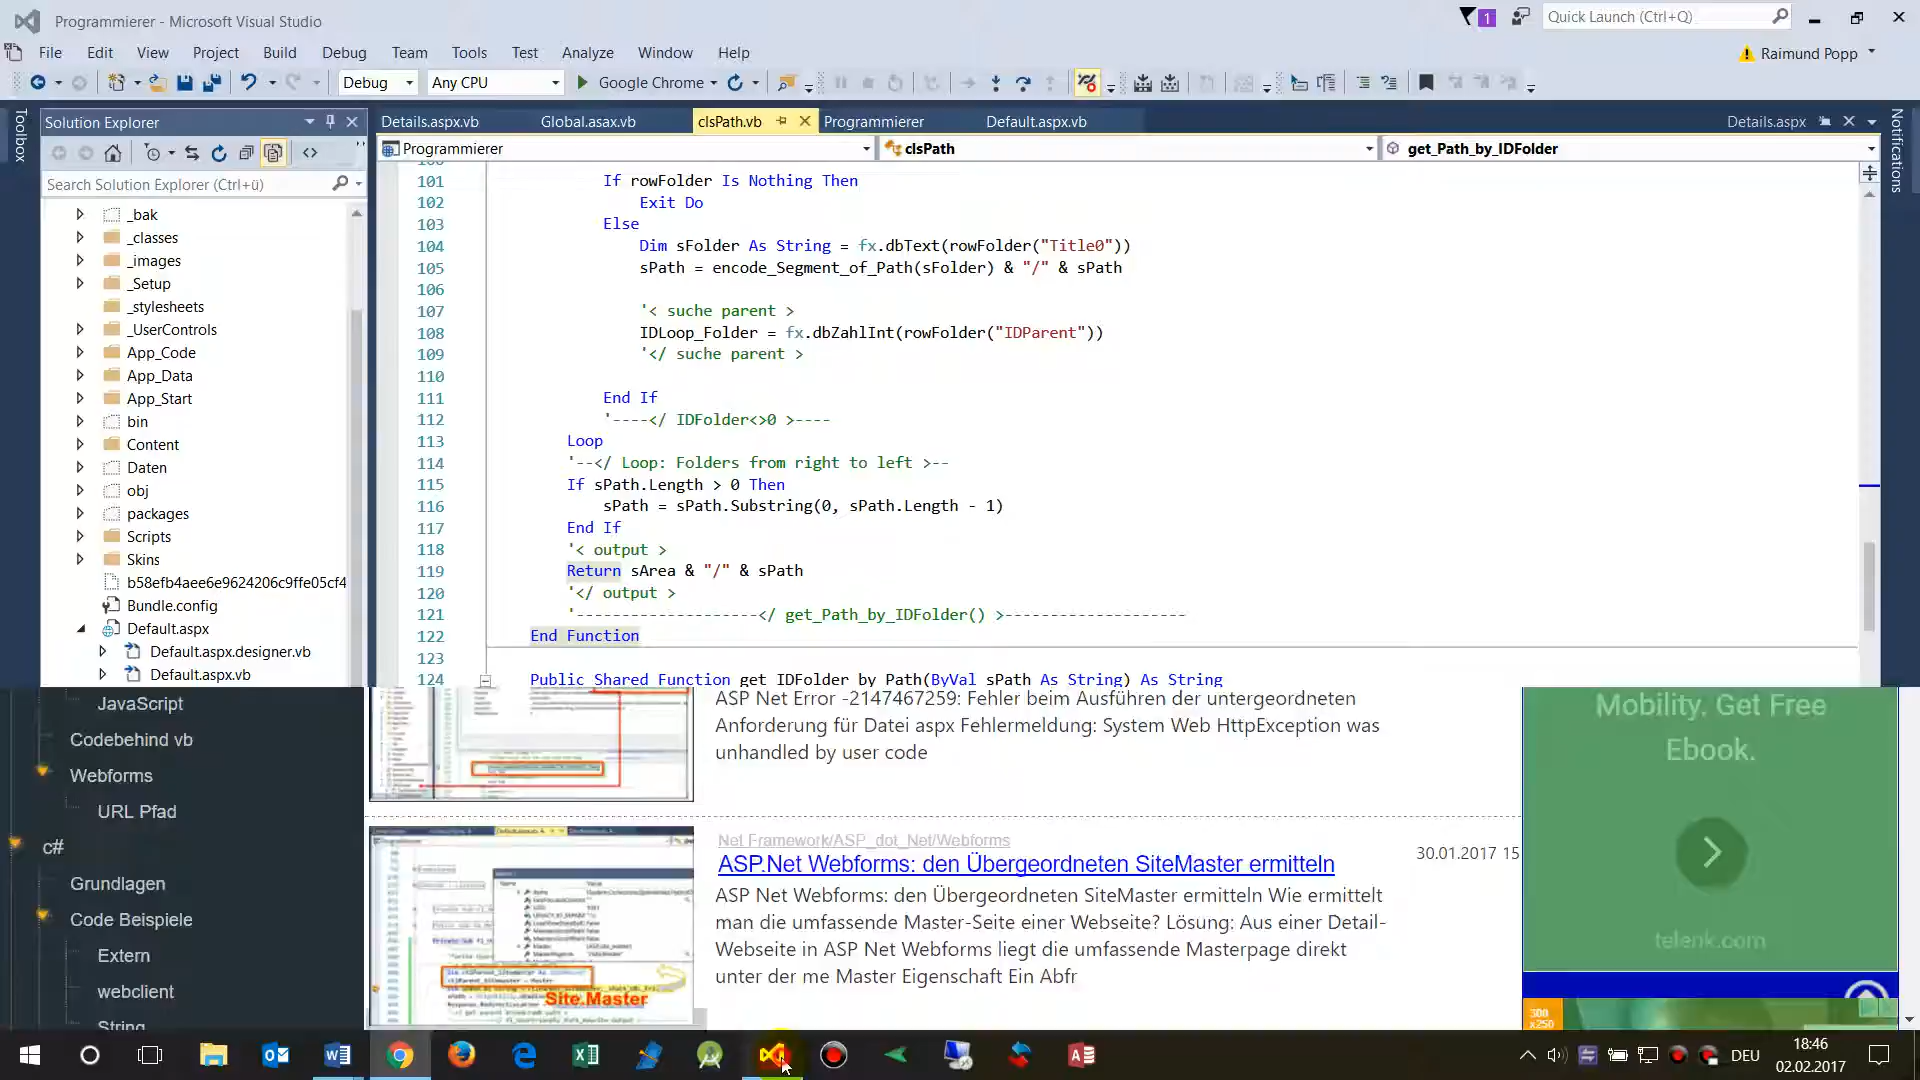 Programmierer - Microsoft Visual Studio
1
Quick Launch (Ctrl+Q)
File Edit View Project Build Debug Team Tools Test Analyze Window Help
Raimund Popp
Debug
Any CPU
Google Chrome
Toolbox
Solution Explorer
Search Solution Explorer (Ctrl+ü)
_bak
_classes
_images
_Setup
_stylesheets
_UserControls
App_Code
App_Data
App_Start
bin
Content
Daten
obj
packages
Scripts
Skins
b58efb4aee6e9624206c9ffe05cf4
Bundle.config
Default.aspx
Default.aspx.designer.vb
Default.aspx.vb
Details.aspx.vb Global.asax.vb clsPath.vb Programmierer Default.aspx.vb Details.aspx
Notifications
Programmierer clsPath get_Path_by_IDFolder
101 If rowFolder Is Nothing Then
102 Exit Do
103 Else
104 Dim sFolder As String = fx.dbText(rowFolder("Title0"))
105 sPath = encode_Segment_of_Path(sFolder) & "/" & sPath
106
107 '< suche parent >
108 IDLoop_Folder = fx.dbZahlInt(rowFolder("IDParent"))
109 '</ suche parent >
110
111 End If
112 '----</ IDFolder<>0 >----
113 Loop
114 '--</ Loop: Folders from right to left >--
115 If sPath.Length > 0 Then
116 sPath = sPath.Substring(0, sPath.Length - 1)
117 End If
118 '< output >
119 Return sArea & "/" & sPath
120 '</ output >
121 '--------------------</ get_Path_by_IDFolder() >--------------------
122 End Function
123
124 Public Shared Function get IDFolder by Path(ByVal sPath As String) As String
JavaScript
Codebehind vb
Webforms
URL Pfad
c#
Grundlagen
Code Beispiele
Extern
webclient
String
ASP Net Error -2147467259: Fehler beim Ausführen der untergeordneten
Anforderung für Datei aspx Fehlermeldung: System Web HttpException was
unhandled by user code
Net Framework/ASP_dot_Net/Webforms
ASP.Net Webforms: den Übergeordneten SiteMaster ermitteln
30.01.2017 15
ASP Net Webforms: den Übergeordneten SiteMaster ermitteln Wie ermittelt
man die umfassende Master-Seite einer Webseite? Lösung: Aus einer Detail-
Webseite in ASP Net Webforms liegt die umfassende Masterpage direkt
unter der me Master Eigenschaft Ein Abfr
Site.Master
Mobility. Get Free
Ebook.
telenk.com
300
x250
DEU
18:46
02.02.2017